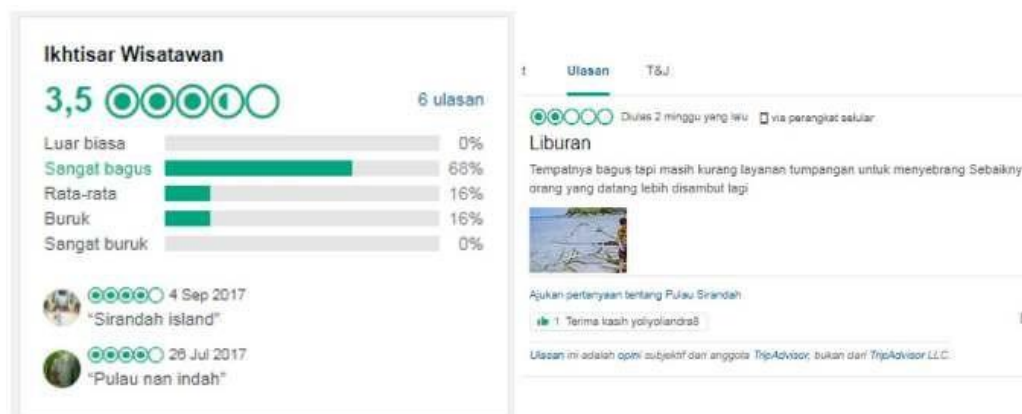 Ikhtisar Wisatawan
3,5 6 ulasan
Luar biasa 0%
Sangat bagus 68%
Rata-rata 16%
Buruk 16%
Sangat buruk 0%
4 Sep 2017
"Sirandah island"
26 Jul 2017
"Pulau nan indah"
t Ulasan T&J
Diulas 2 minggu yang lalu via perangkat selular
Liburan
Tempatnya bagus tapi masih kurang layanan tumpangan untuk menyebrang Sebaikny
orang yang datang lebih disambut lagi
Ajukan pertanyaan tentang Pulau Sirandah
1 Terima kasih yoliyoliandra8
Ulasan ini adalah opini subjektif dari anggota TripAdvisor, bukan dari TripAdvisor LLC.